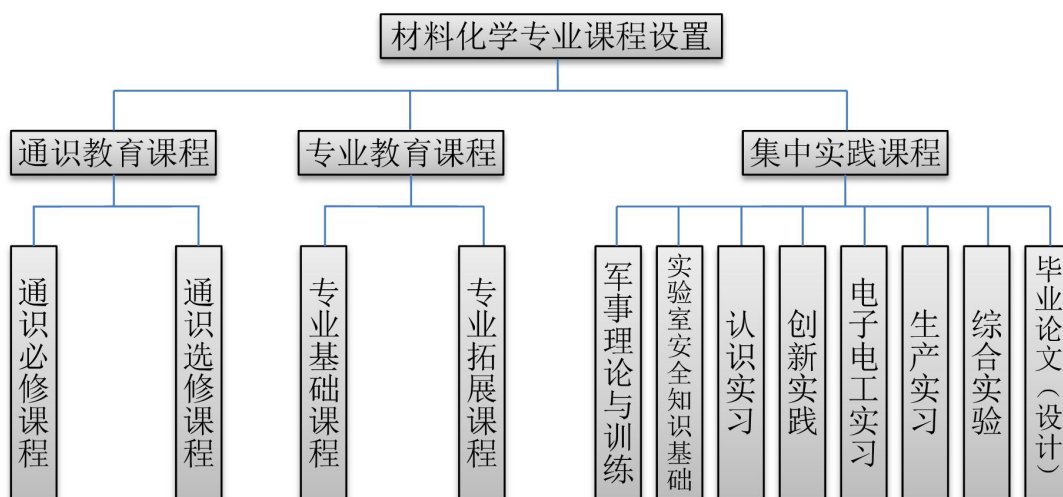 材料化学专业课程设置
通识教育课程
专业教育课程
集中实践课程
通识必修课程
通识选修课程
专业基础课程
专业拓展课程
军事理论与训练
实验室安全知识基础
认识实习
创新实践
电子电工实习
生产实习
综合实验
毕业论文（设计）